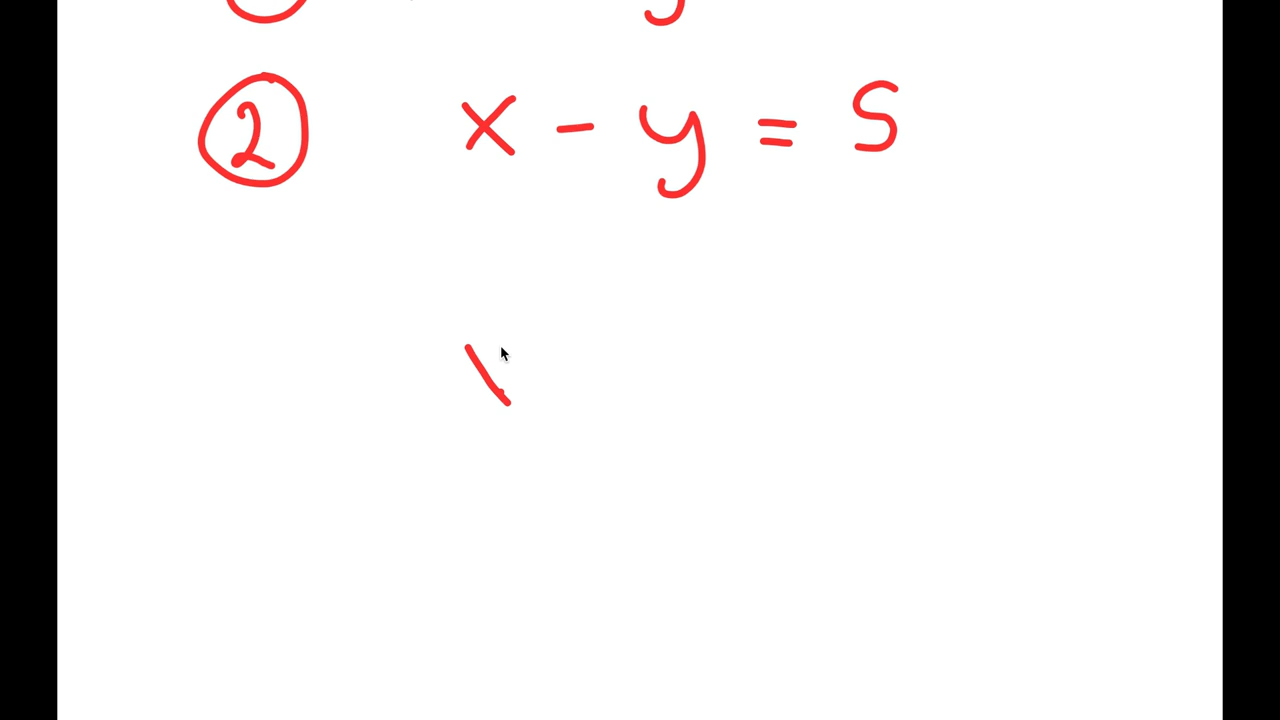 ② x - y = 5